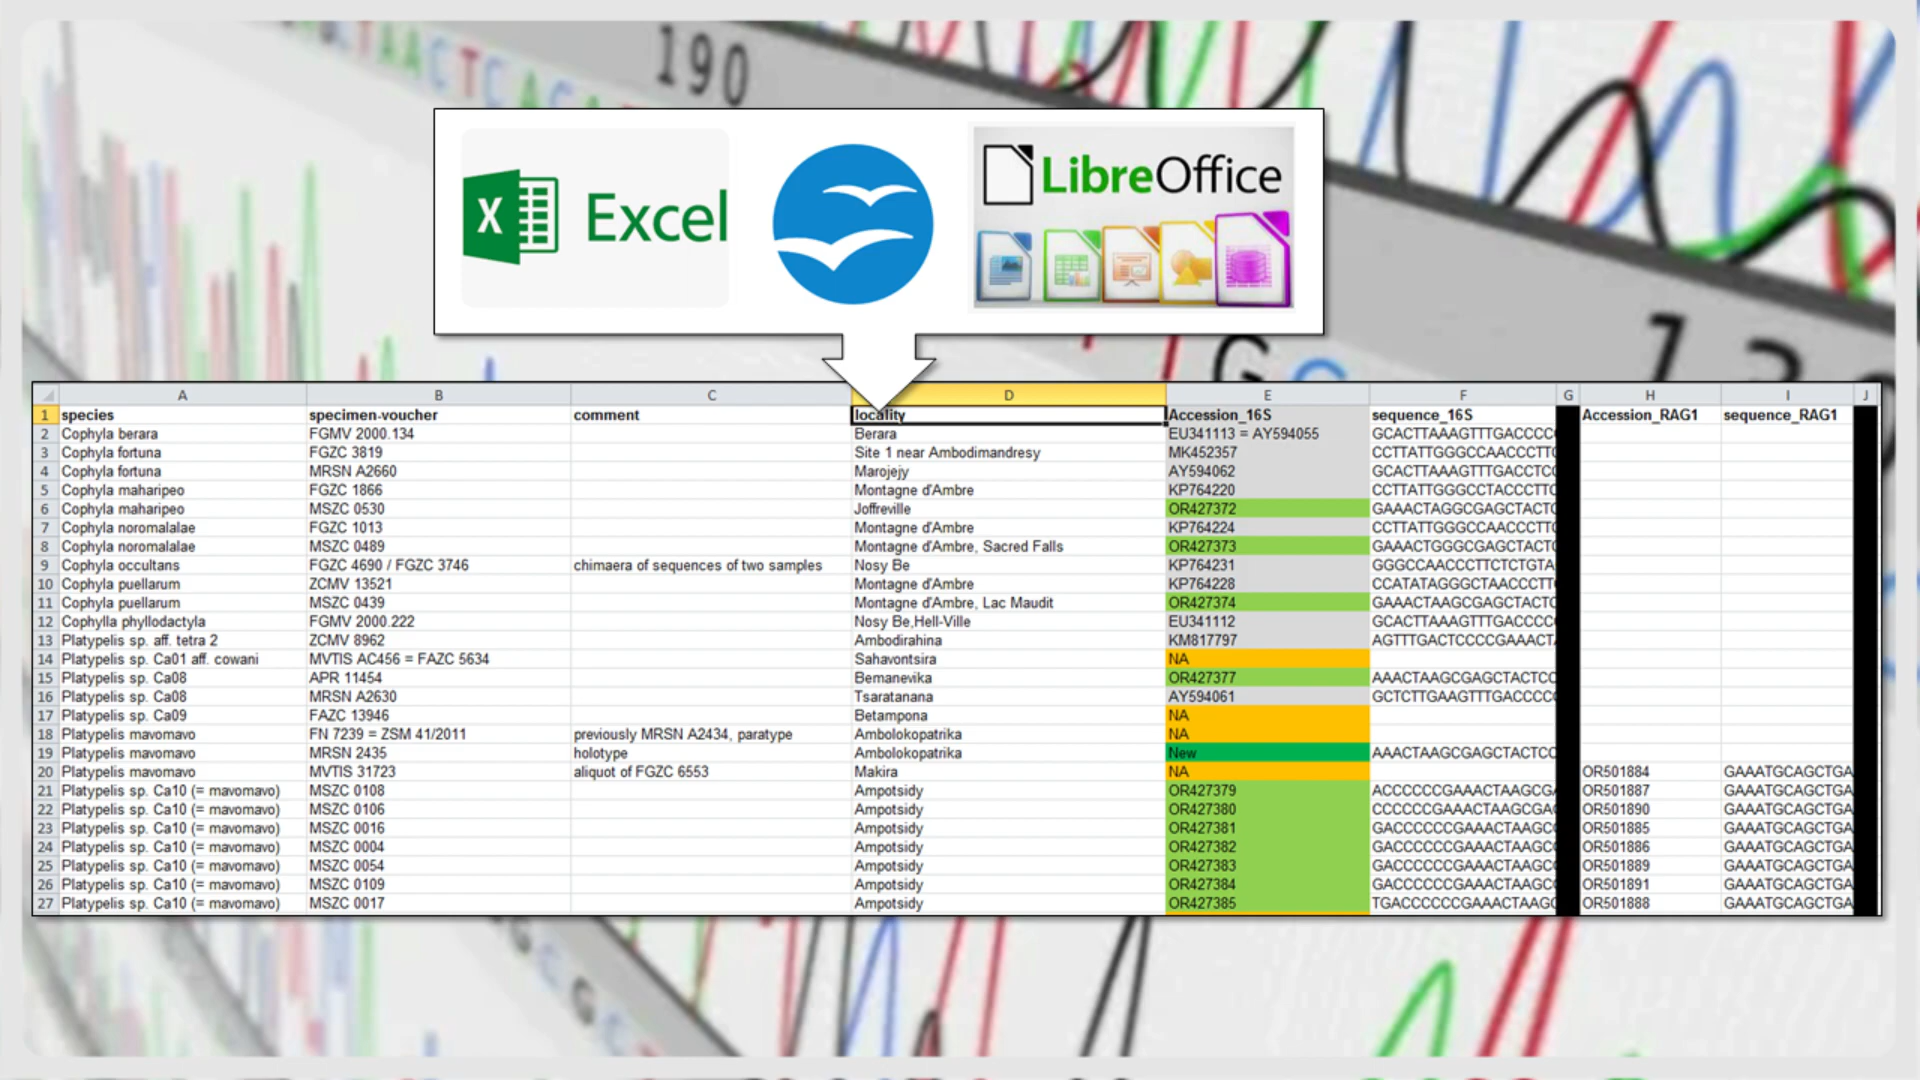 190
Excel
LibreOffice
A B C D E F G H I J
1 species specimen-voucher comment locality Accession_16S sequence_16S Accession_RAG1 sequence_RAG1
2 Cophyla berara FGMV 2000.134 Berara EU341113 = AY594055 GCACTTAAAGTTTGACCCC
3 Cophyla fortuna FGZC 3819 Site 1 near Ambodimandresy MK452357 CCTTATTGGGCCAACCCTT
4 Cophyla fortuna MRSN A2660 Marojejy AY594062 GCACTTAAAGTTTGACCTC
5 Cophyla maharipeo FGZC 1866 Montagne d'Ambre KP764220 CCTTATTGGGCCTACCCTT
6 Cophyla maharipeo MSZC 0530 Joffreville OR427372 GAAACTAGGCGAGCTACT
7 Cophyla noromalalae FGZC 1013 Montagne d'Ambre KP764224 CCTTATTGGGCCAACCCTT
8 Cophyla noromalalae MSZC 0489 Montagne d'Ambre, Sacred Falls OR427373 GAAACTGGGCGAGCTACT
9 Cophyla occultans FGZC 4690 / FGZC 3746 chimaera of sequences of two samples Nosy Be KP764231 GGGCCAACCCTTCTCTGTA
10 Cophyla puellarum ZCMV 13521 Montagne d'Ambre KP764228 CCATATAGGGCTAACCCTT
11 Cophyla puellarum MSZC 0439 Montagne d'Ambre, Lac Maudit OR427374 GAAACTAAGCGAGCTACT
12 Cophylla phyllodactyla FGMV 2000.222 Nosy Be,Hell-Ville EU341112 GCACTTAAAGTTTGACCCC
13 Platypelis sp. aff. tetra 2 ZCMV 8962 Ambodirahina KM817797 AGTTTGACTCCCCGAAACT
14 Platypelis sp. Ca01 aff. cowani MVTIS AC456 = FAZC 5634 Sahavontsira NA
15 Platypelis sp. Ca08 APR 11454 Bemanevika OR427377 AAACTAAGCGAGCTACTCC
16 Platypelis sp. Ca08 MRSN A2630 Tsaratanana AY594061 GCTCTTGAAGTTTGACCCC
17 Platypelis sp. Ca09 FAZC 13946 Betampona NA
18 Platypelis mavomavo FN 7239 = ZSM 41/2011 previously MRSN A2434, paratype Ambolokopatrika NA
19 Platypelis mavomavo MRSN 2435 holotype Ambolokopatrika New AAACTAAGCGAGCTACTCC
20 Platypelis mavomavo MVTIS 31723 aliquot of FGZC 6553 Makira NA OR501884 GAAATGCAGCTGA
21 Platypelis sp. Ca10 (= mavomavo) MSZC 0108 Ampotsidy OR427379 ACCCCCCGAAACTAAGCG OR501887 GAAATGCAGCTGA
22 Platypelis sp. Ca10 (= mavomavo) MSZC 0106 Ampotsidy OR427380 CCCCCCGAAACTAAGCGA OR501890 GAAATGCAGCTGA
23 Platypelis sp. Ca10 (= mavomavo) MSZC 0016 Ampotsidy OR427381 GACCCCCCGAAACTAAGC OR501885 GAAATGCAGCTGA
24 Platypelis sp. Ca10 (= mavomavo) MSZC 0004 Ampotsidy OR427382 GACCCCCCGAAACTAAGC OR501886 GAAATGCAGCTGA
25 Platypelis sp. Ca10 (= mavomavo) MSZC 0054 Ampotsidy OR427383 GACCCCCCGAAACTAAGC OR501889 GAAATGCAGCTGA
26 Platypelis sp. Ca10 (= mavomavo) MSZC 0109 Ampotsidy OR427384 GACCCCCCGAAACTAAGC OR501891 GAAATGCAGCTGA
27 Platypelis sp. Ca10 (= mavomavo) MSZC 0017 Ampotsidy OR427385 TGACCCCCCGAAACTAAG OR501888 GAAATGCAGCTGA